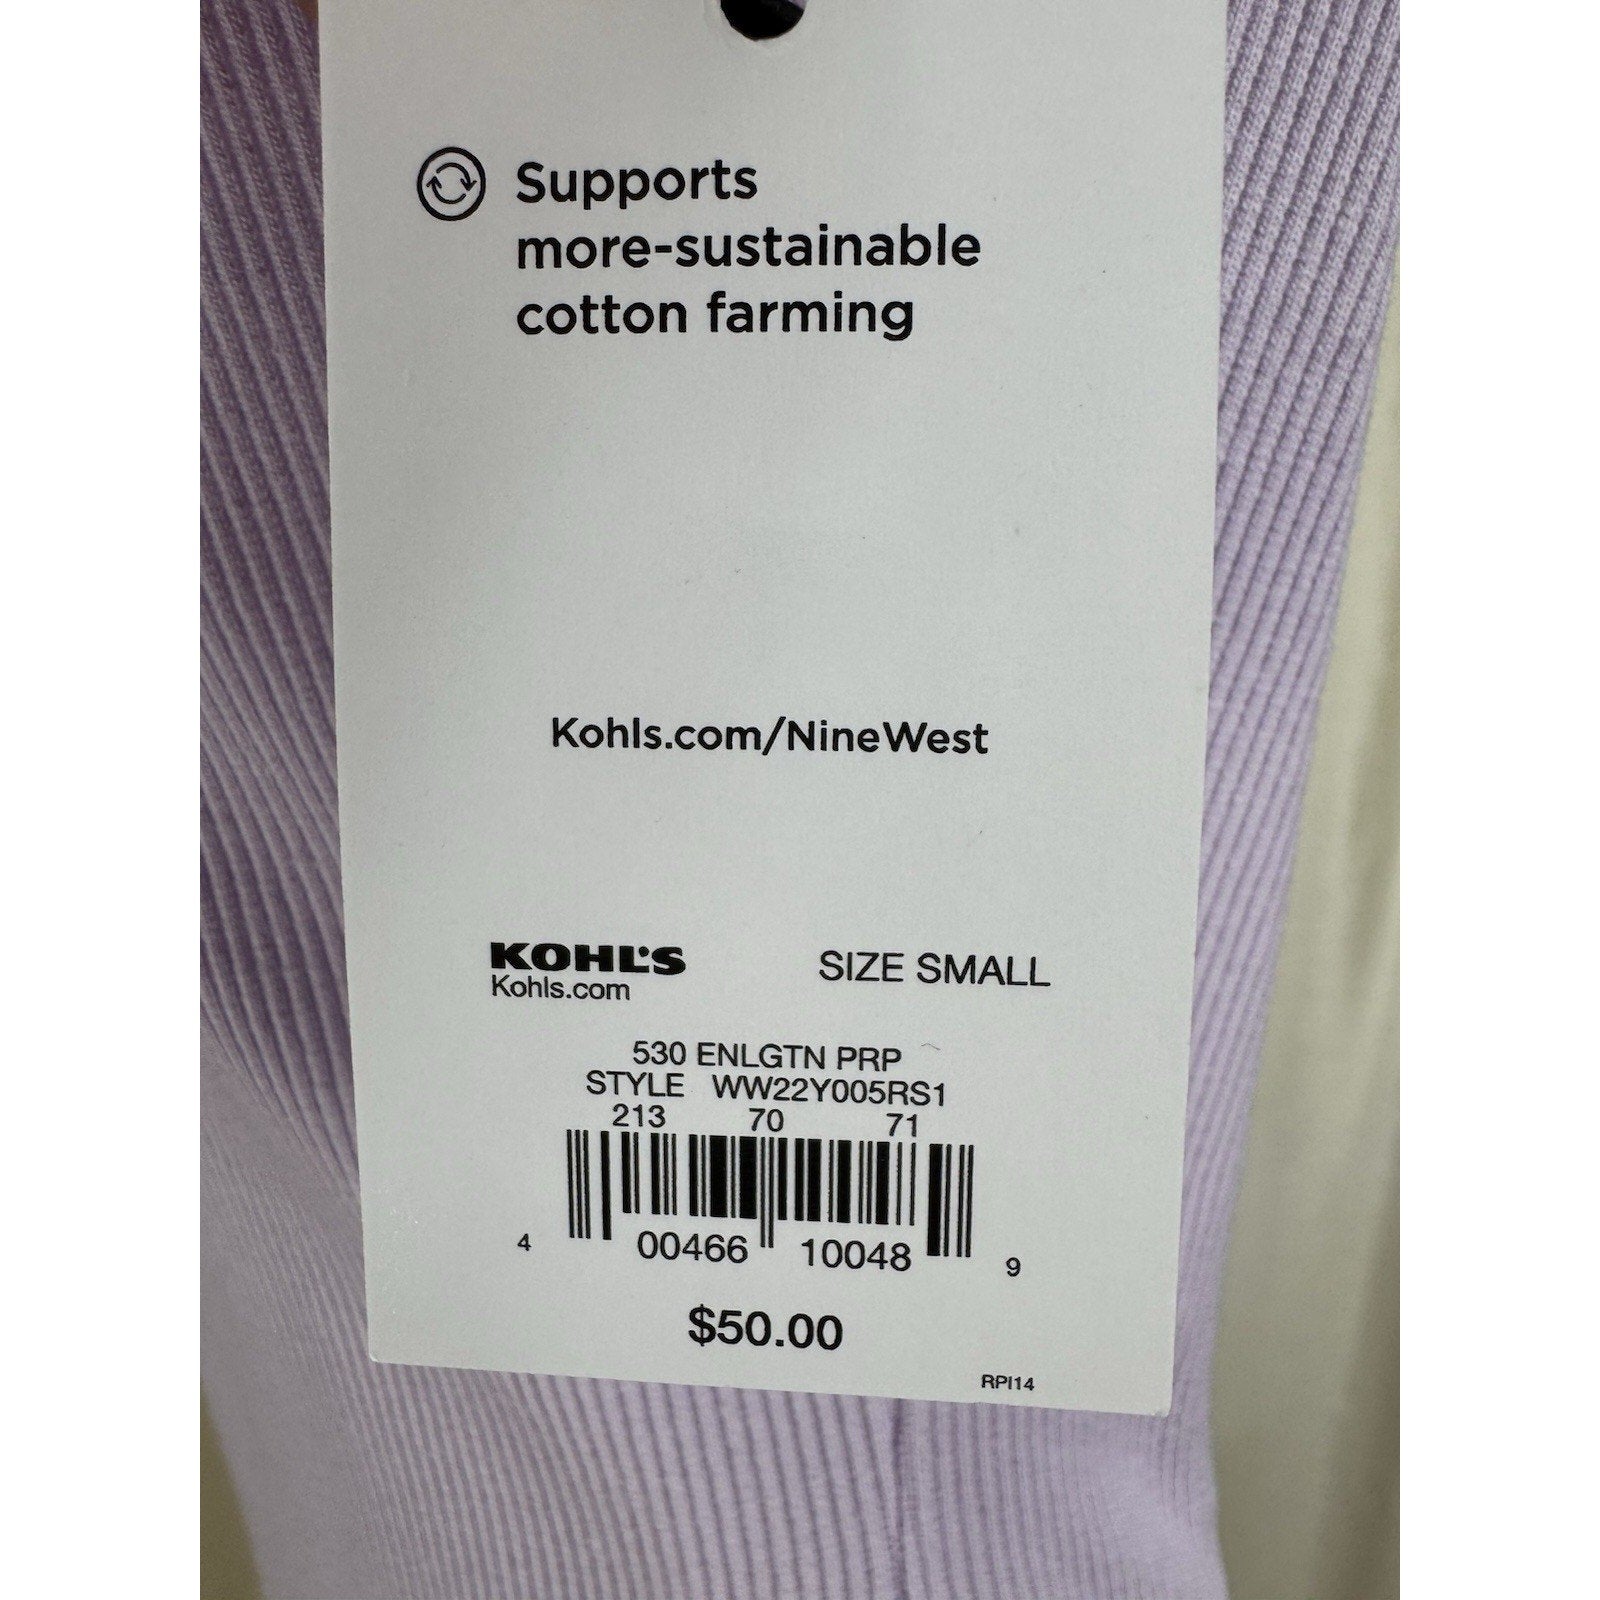 Supports
more-sustainable
cotton farming
Kohls.com/NineWest
KOHL'S SIZE SMALL
Kohls.com
530 ENLGTN PRP
STYLE WW22Y005RS1
213 70 71
4 00466 10048 9
$50.00
RPI14